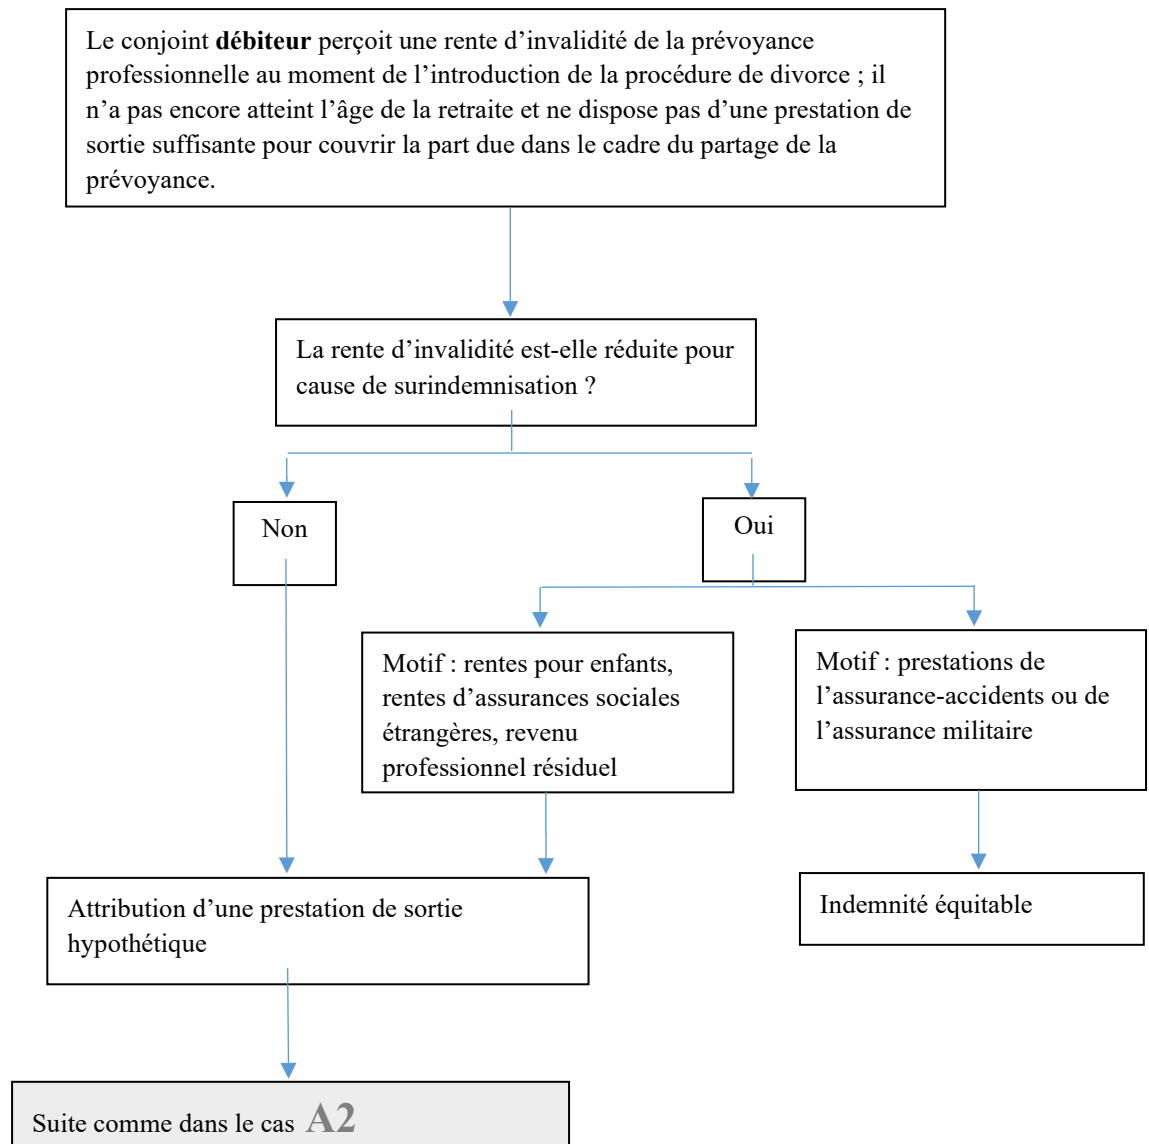 Le conjoint débiteur perçoit une rente d’invalidité de la prévoyance
professionnelle au moment de l’introduction de la procédure de divorce ; il
n’a pas encore atteint l’âge de la retraite et ne dispose pas d’une prestation de
sortie suffisante pour couvrir la part due dans le cadre du partage de la
prévoyance.
La rente d’invalidité est-elle réduite pour
cause de surindemnisation ?
Non
Oui
Motif : rentes pour enfants,
rentes d’assurances sociales
étrangères, revenu
professionnel résiduel
Motif : prestations de
l’assurance-accidents ou de
l’assurance militaire
Attribution d’une prestation de sortie
hypothétique
Indemnité équitable
Suite comme dans le cas A2